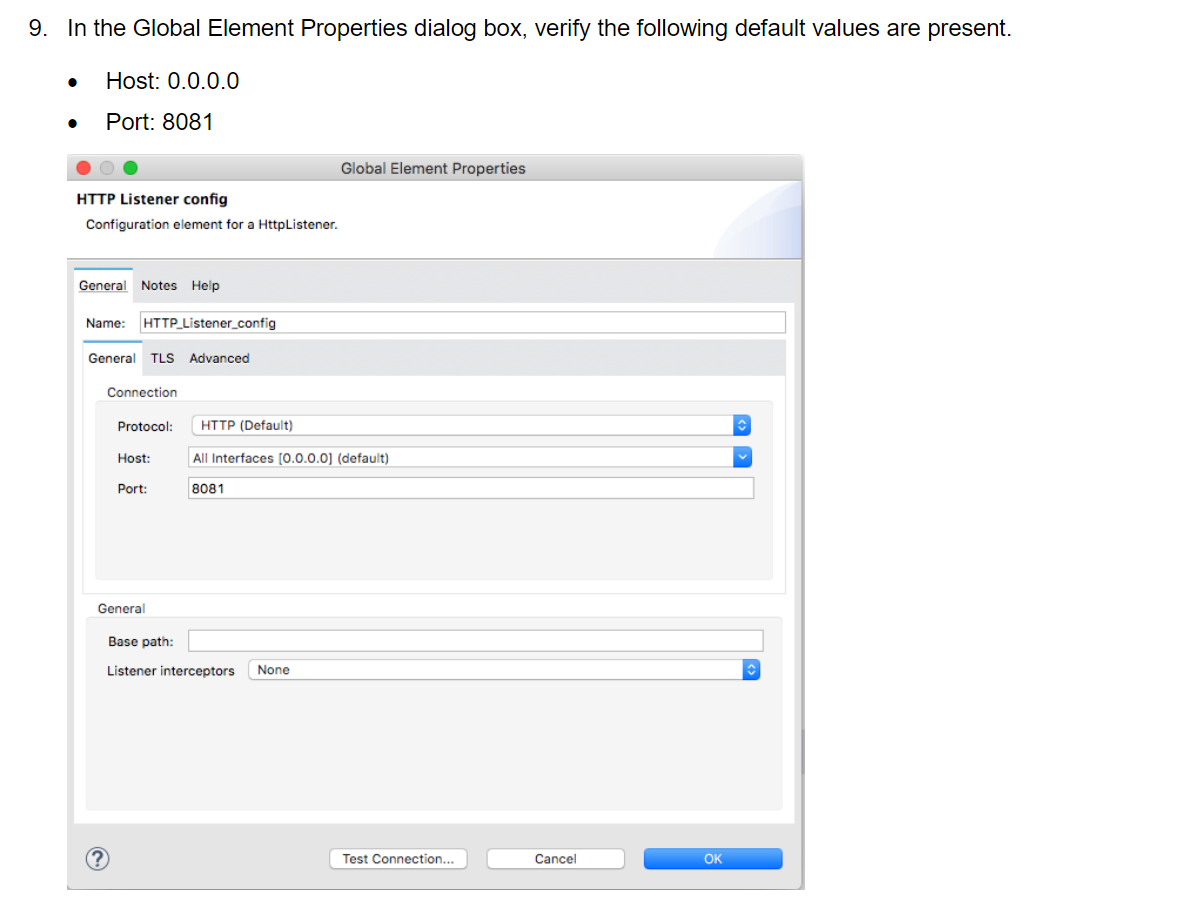 9. In the Global Element Properties dialog box, verify the following default values are present.
• Host: 0.0.0.0
• Port: 8081
Global Element Properties
HTTP Listener config
Configuration element for a HttpListener.
General Notes Help
Name: HTTP_Listener_config
General TLS Advanced
Connection
Protocol: HTTP (Default)
Host: All Interfaces [0.0.0.0] (default)
Port: 8081
General
Base path:
Listener interceptors None
? Test Connection... Cancel OK